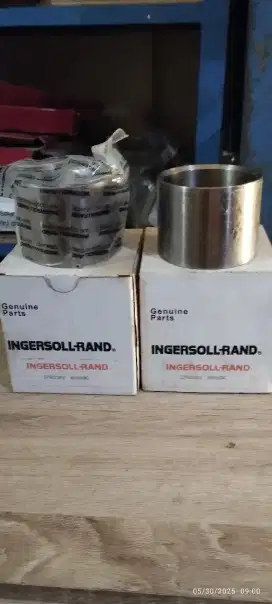 Genuine
Parts
INGERSOLL-RAND®
INGERSOLL-RAND
Genuine
Parts
INGERSOLL-RAND®
INGERSOLL-RAND
05/30/2025 09:00